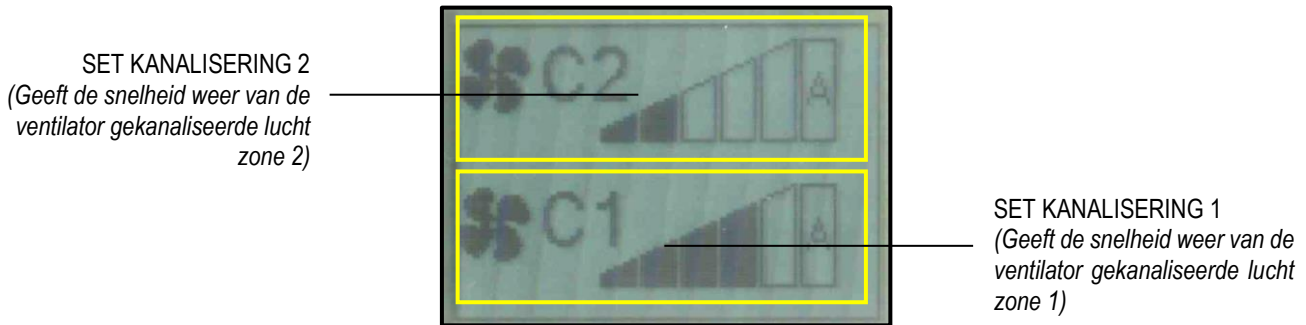 SET KANALISERING 2
(Geeft de snelheid weer van de
ventilator gekanaliseerde lucht
zone 2)
C2
A
C1
A
SET KANALISERING 1
(Geeft de snelheid weer van de
ventilator gekanaliseerde lucht
zone 1)